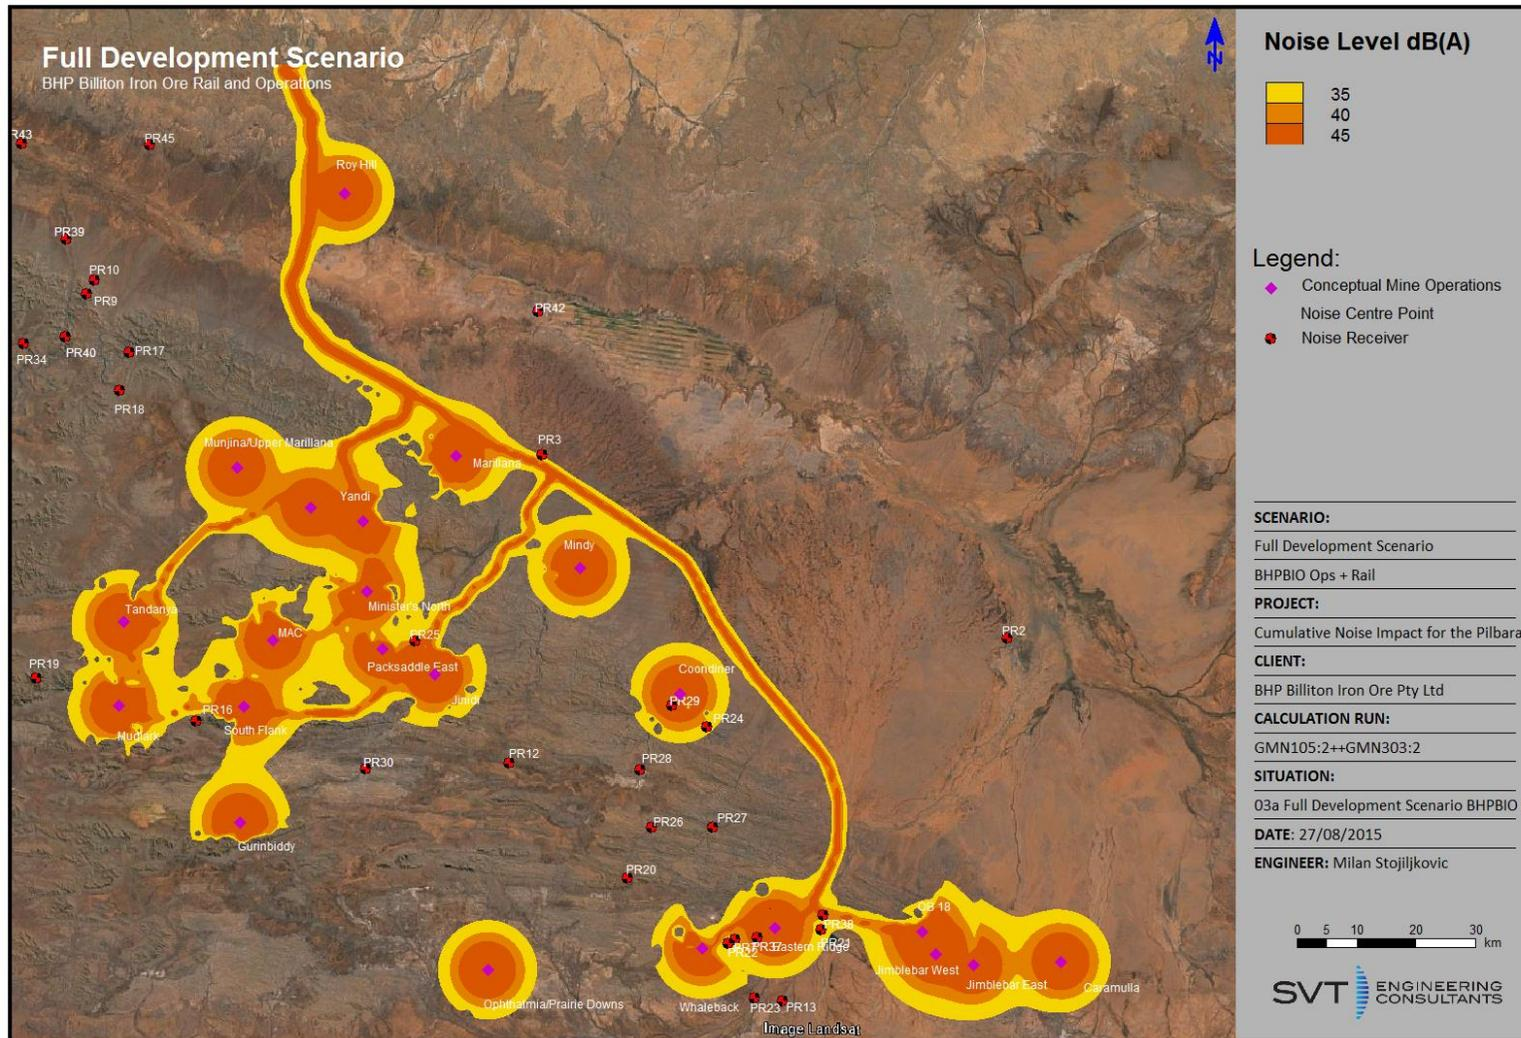 Full Development Scenario
BHP Billiton Iron Ore Rail and Operations
N
R43
PR45
Roy Hill
PR39
PR10
PR9
PR42
PR40
PR34
PR17
PR18
Munjina/Upper Marillana
PR3
Marillana
Yandi
Mindy
Tandanya
Minister's North
MAC
PR25
PR2
Packsaddle East
PR19
Coondiner
Jinidi
PR29
PR16
PR24
South Flank
Mudlark
PR12
PR28
PR30
PR26
PR27
Gurinbiddy
PR20
OB 18
PR38
PR37
Eastern Ridge
PR21
PR22
Jimblebar West
Jimblebar East
Caramulla
Ophthalmia/Prairie Downs
Whaleback
PR23
PR13
Image Landsat
Noise Level dB(A)
35
40
45
Legend:
Conceptual Mine Operations
Noise Centre Point
Noise Receiver
SCENARIO:
Full Development Scenario
BHPBIO Ops + Rail
PROJECT:
Cumulative Noise Impact for the Pilbara
CLIENT:
BHP Billiton Iron Ore Pty Ltd
CALCULATION RUN:
GMN105:2++GMN303:2
SITUATION:
03a Full Development Scenario BHPBIO
DATE: 27/08/2015
ENGINEER: Milan Stojiljkovic
0 5 10 20 30
km
SVT ENGINEERING
CONSULTANTS